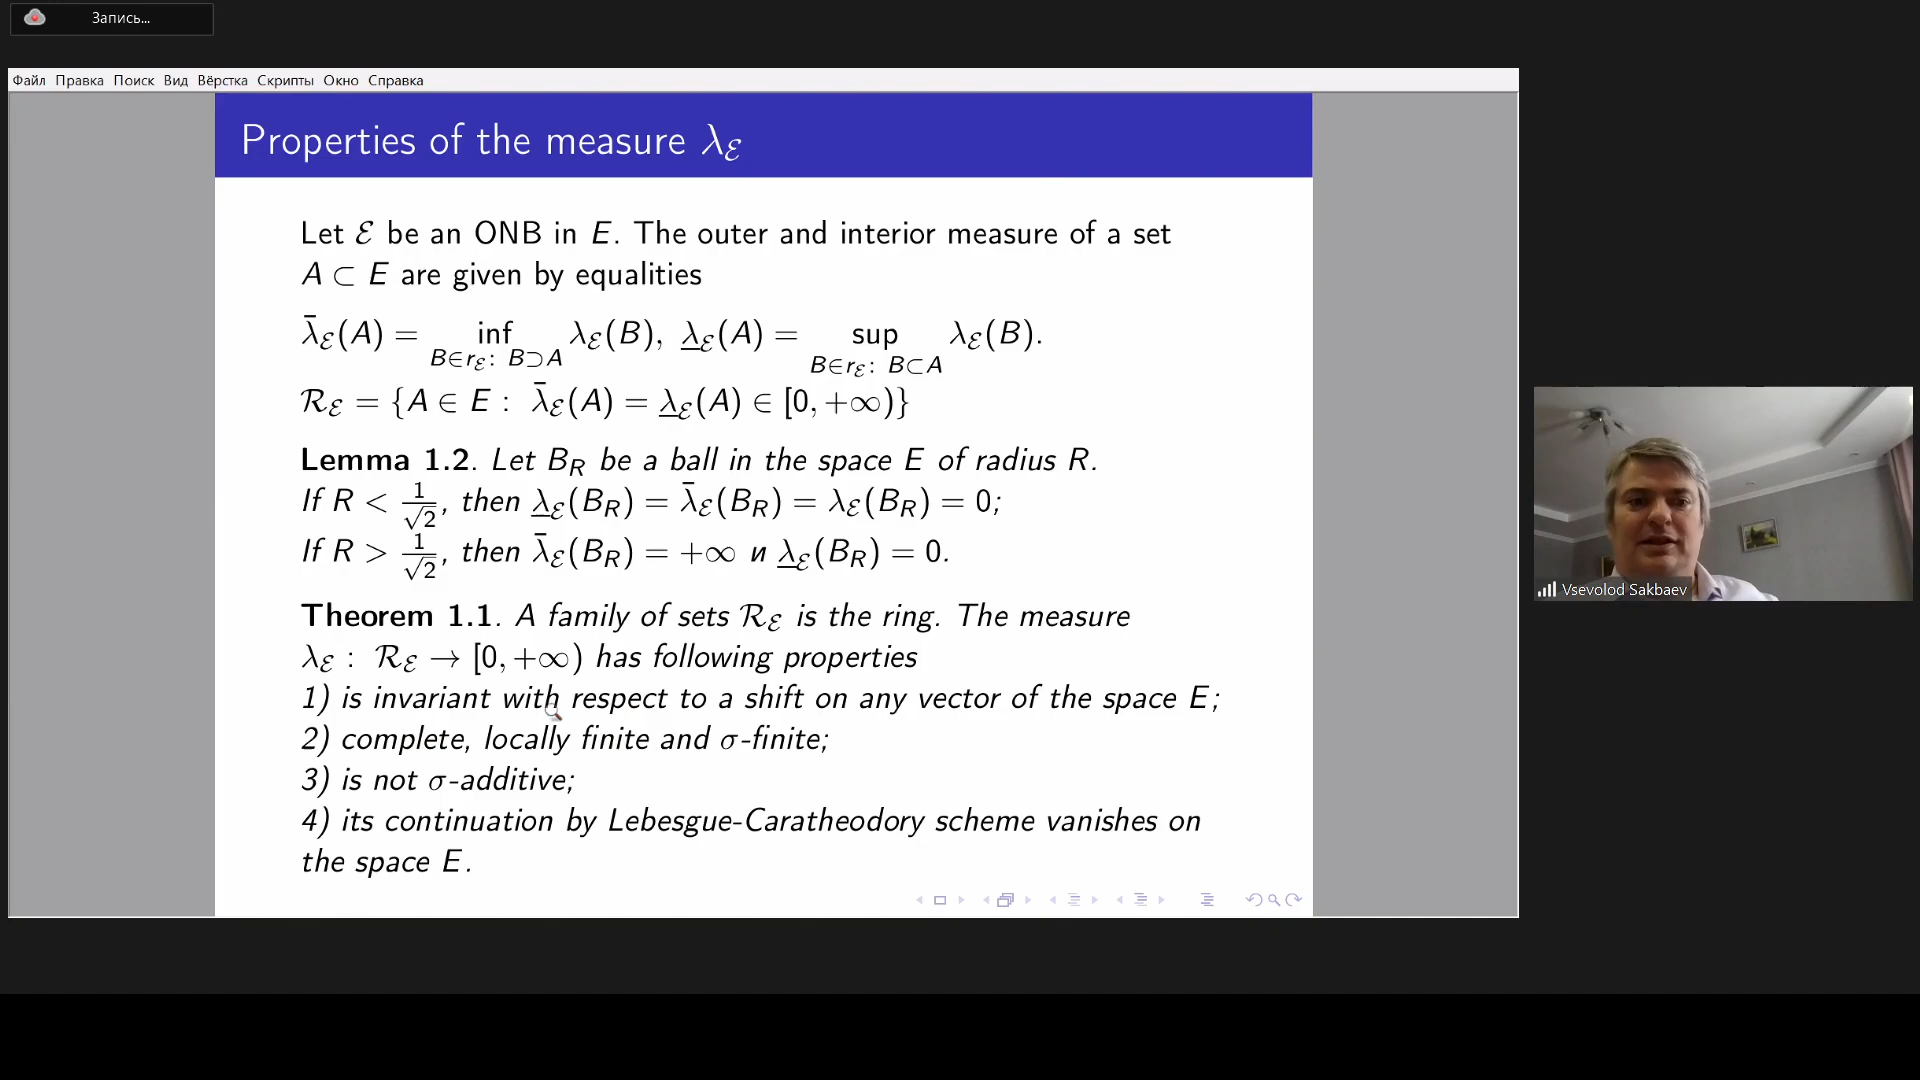 Запись...
Файл Правка Поиск Вид Вёрстка Скрипты Окно Справка
Properties of the measure λ_ℰ
Let ℰ be an ONB in E. The outer and interior measure of a set
A ⊂ E are given by equalities
λ̄_ℰ(A) = inf_{B∈r_ℰ: B⊃A} λ_ℰ(B), λ̲_ℰ(A) = sup_{B∈r_ℰ: B⊂A} λ_ℰ(B).
ℛ_ℰ = {A ∈ E : λ̄_ℰ(A) = λ̲_ℰ(A) ∈ [0, +∞)}
Lemma 1.2. Let B_R be a ball in the space E of radius R.
If R < 1/√2, then λ̲_ℰ(B_R) = λ̄_ℰ(B_R) = λ_ℰ(B_R) = 0;
If R > 1/√2, then λ̄_ℰ(B_R) = +∞ и λ̲_ℰ(B_R) = 0.
Theorem 1.1. A family of sets ℛ_ℰ is the ring. The measure
λ_ℰ : ℛ_ℰ → [0, +∞) has following properties
1) is invariant with respect to a shift on any vector of the space E;
2) complete, locally finite and σ-finite;
3) is not σ-additive;
4) its continuation by Lebesgue-Caratheodory scheme vanishes on
the space E.
Vsevolod Sakbaev